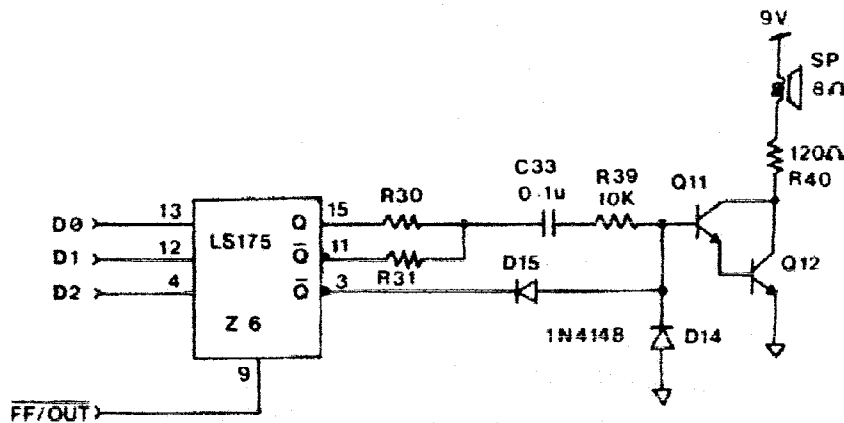 9V
SP
8Ω
120Ω
R40
C33
0.1u
R39
10K
Q11
R30
D0
13
Q
15
LS175
D1
12
Q̅
11
R31
D15
Q12
D2
4
Q̅
3
Z6
1N4148
D14
9
FF/OUT